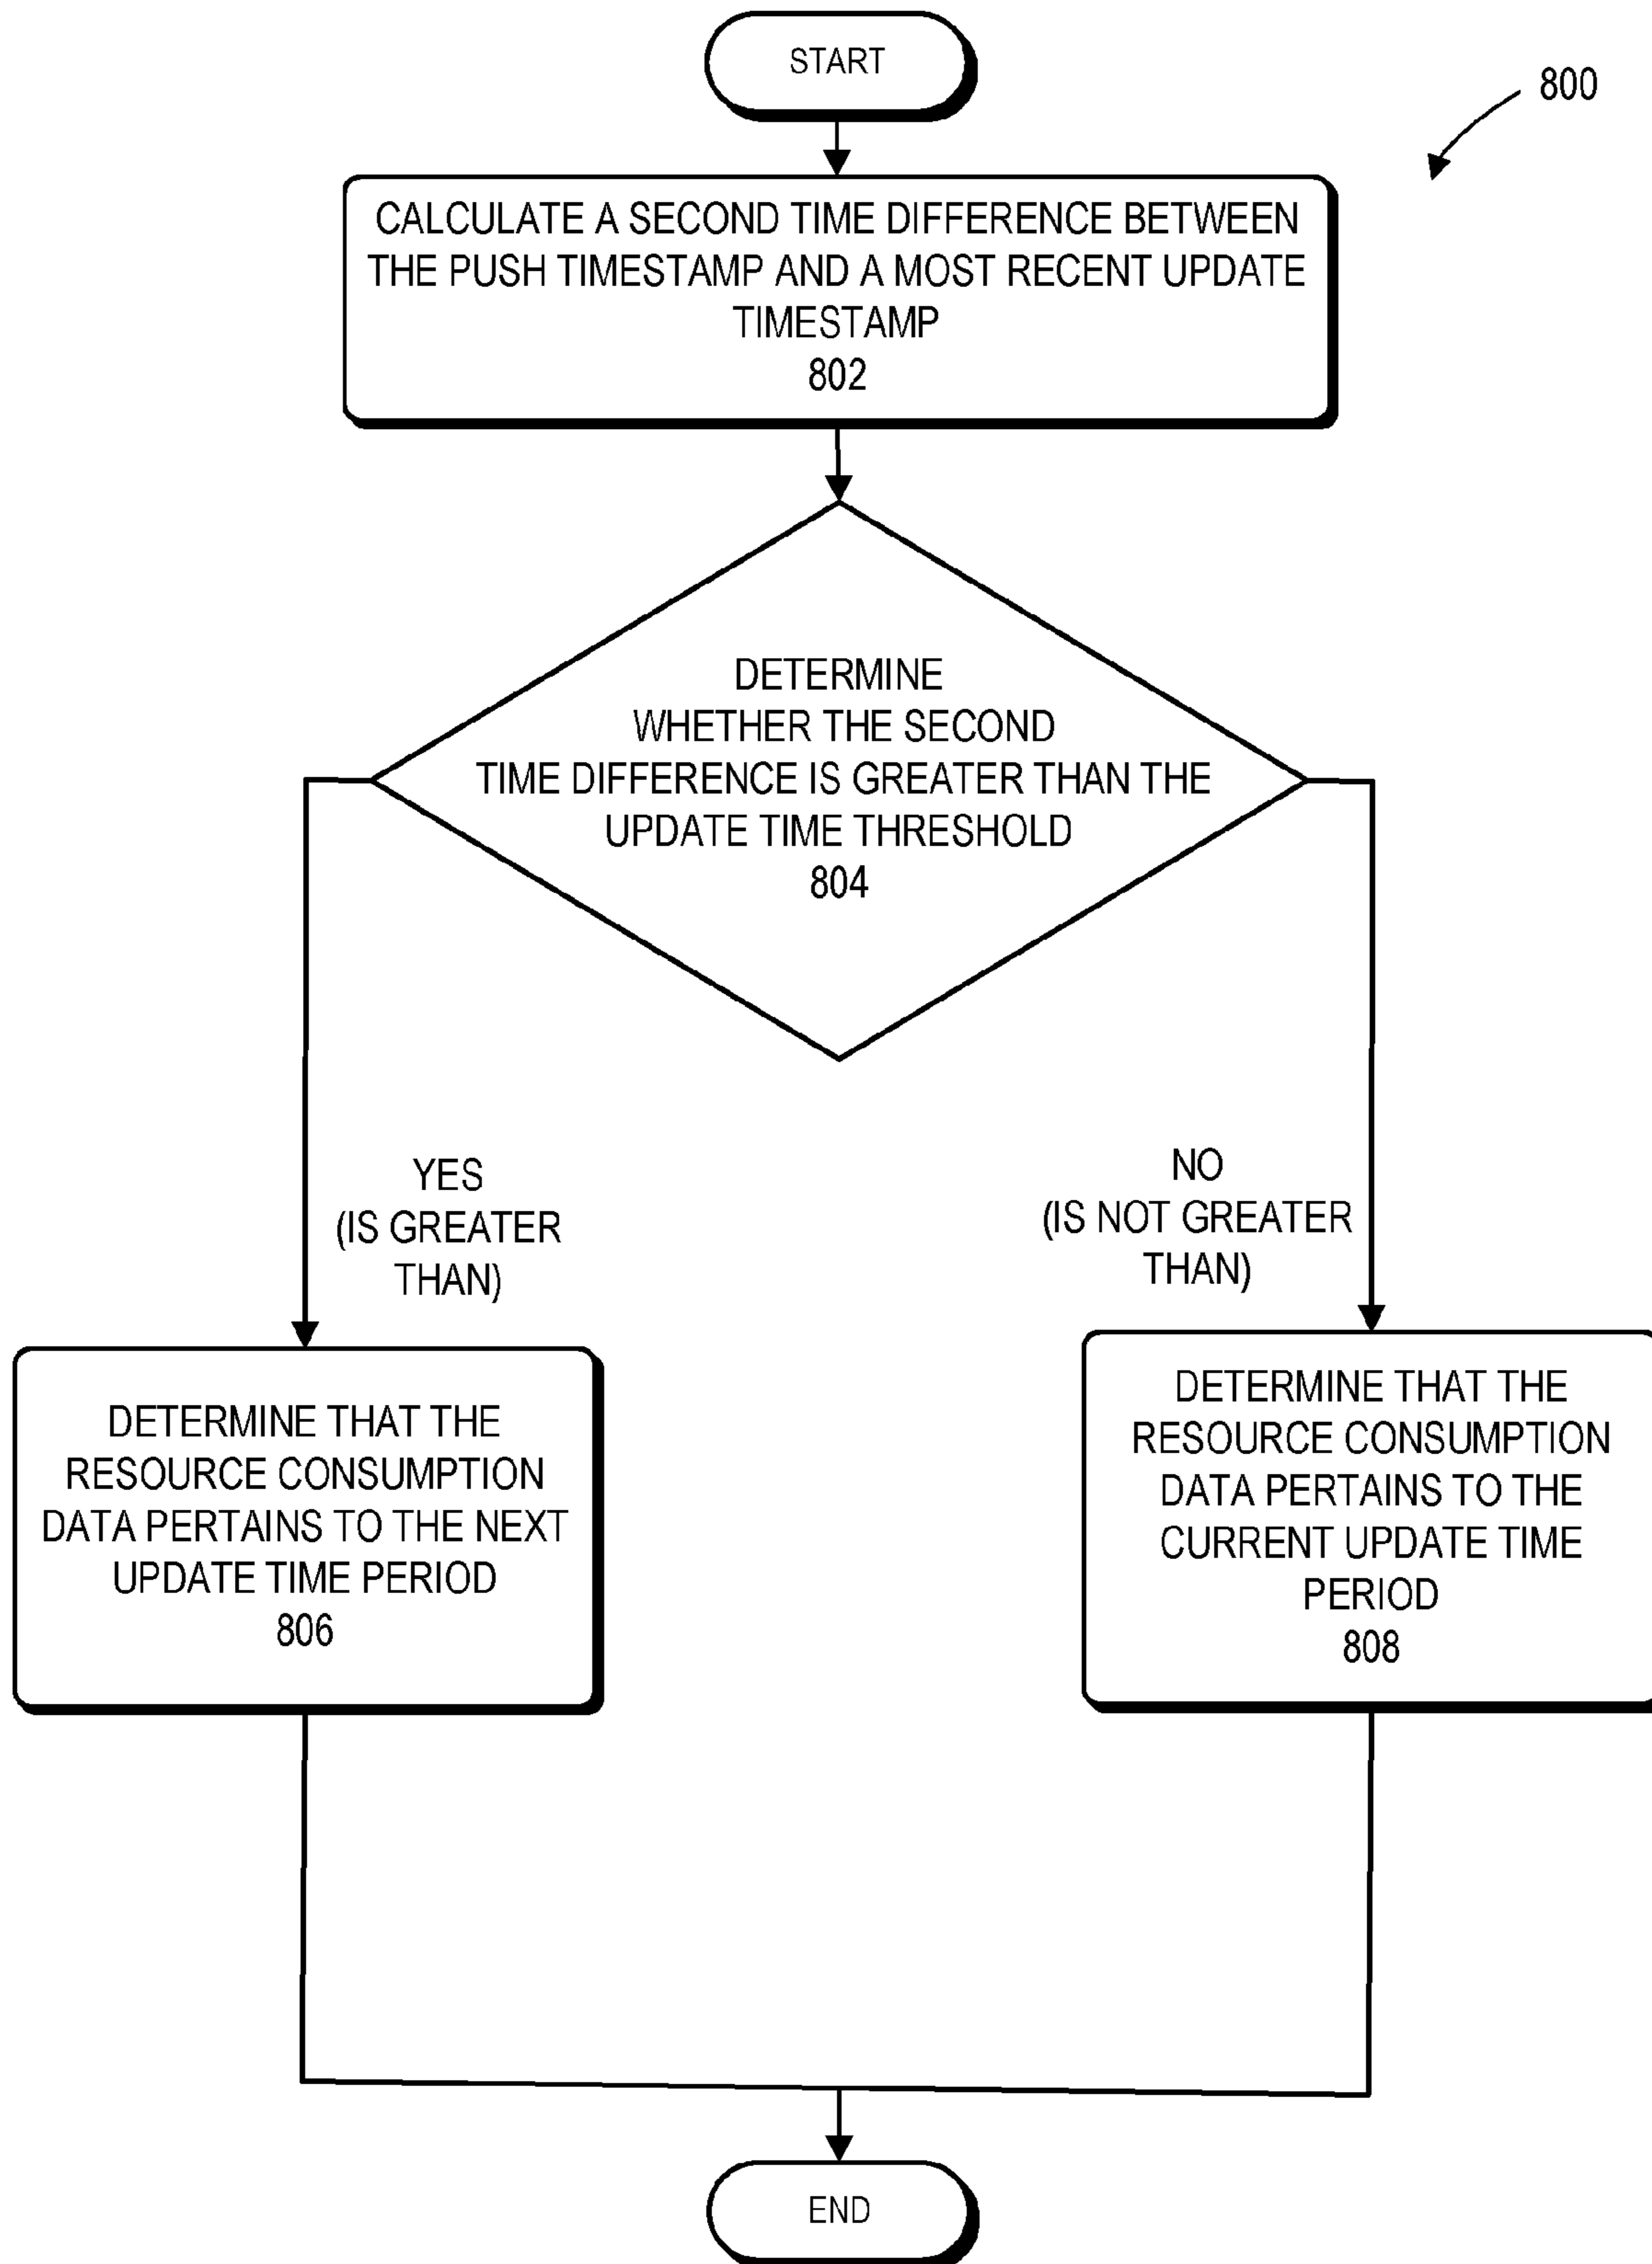 START
800
CALCULATE A SECOND TIME DIFFERENCE BETWEEN
THE PUSH TIMESTAMP AND A MOST RECENT UPDATE
TIMESTAMP
802
DETERMINE
WHETHER THE SECOND
TIME DIFFERENCE IS GREATER THAN THE
UPDATE TIME THRESHOLD
804
YES
(IS GREATER
THAN)
NO
(IS NOT GREATER
THAN)
DETERMINE THAT THE
RESOURCE CONSUMPTION
DATA PERTAINS TO THE NEXT
UPDATE TIME PERIOD
806
DETERMINE THAT THE
RESOURCE CONSUMPTION
DATA PERTAINS TO THE
CURRENT UPDATE TIME
PERIOD
808
END